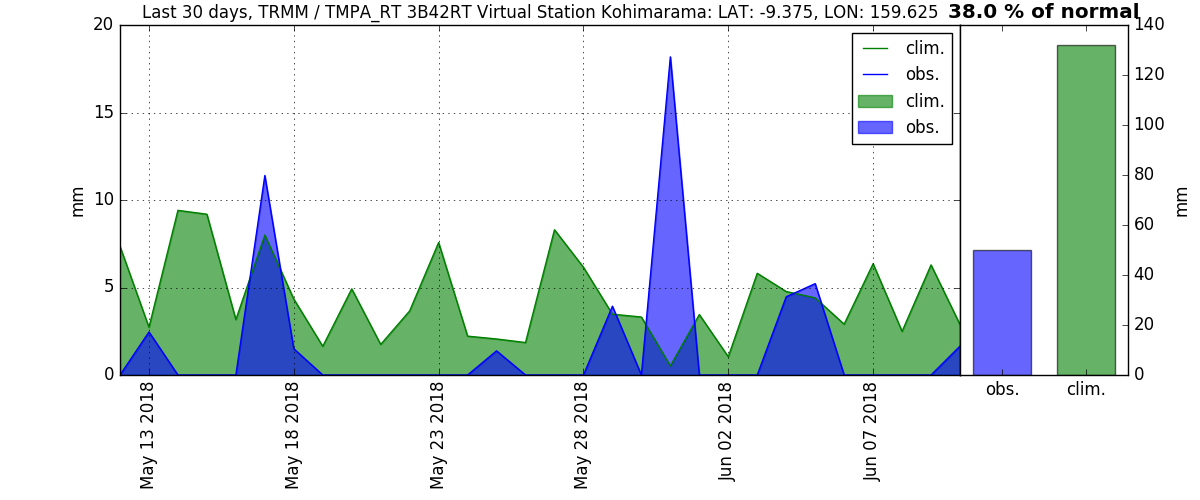 Last 30 days, TRMM / TMPA_RT 3B42RT Virtual Station Kohimarama: LAT: -9.375, LON: 159.625
38.0 % of normal
mm
20
15
10
5
0
May 13 2018
May 18 2018
May 23 2018
May 28 2018
Jun 02 2018
Jun 07 2018
clim.
obs.
clim.
obs.
140
120
100
80
60
40
20
0
mm
obs.
clim.